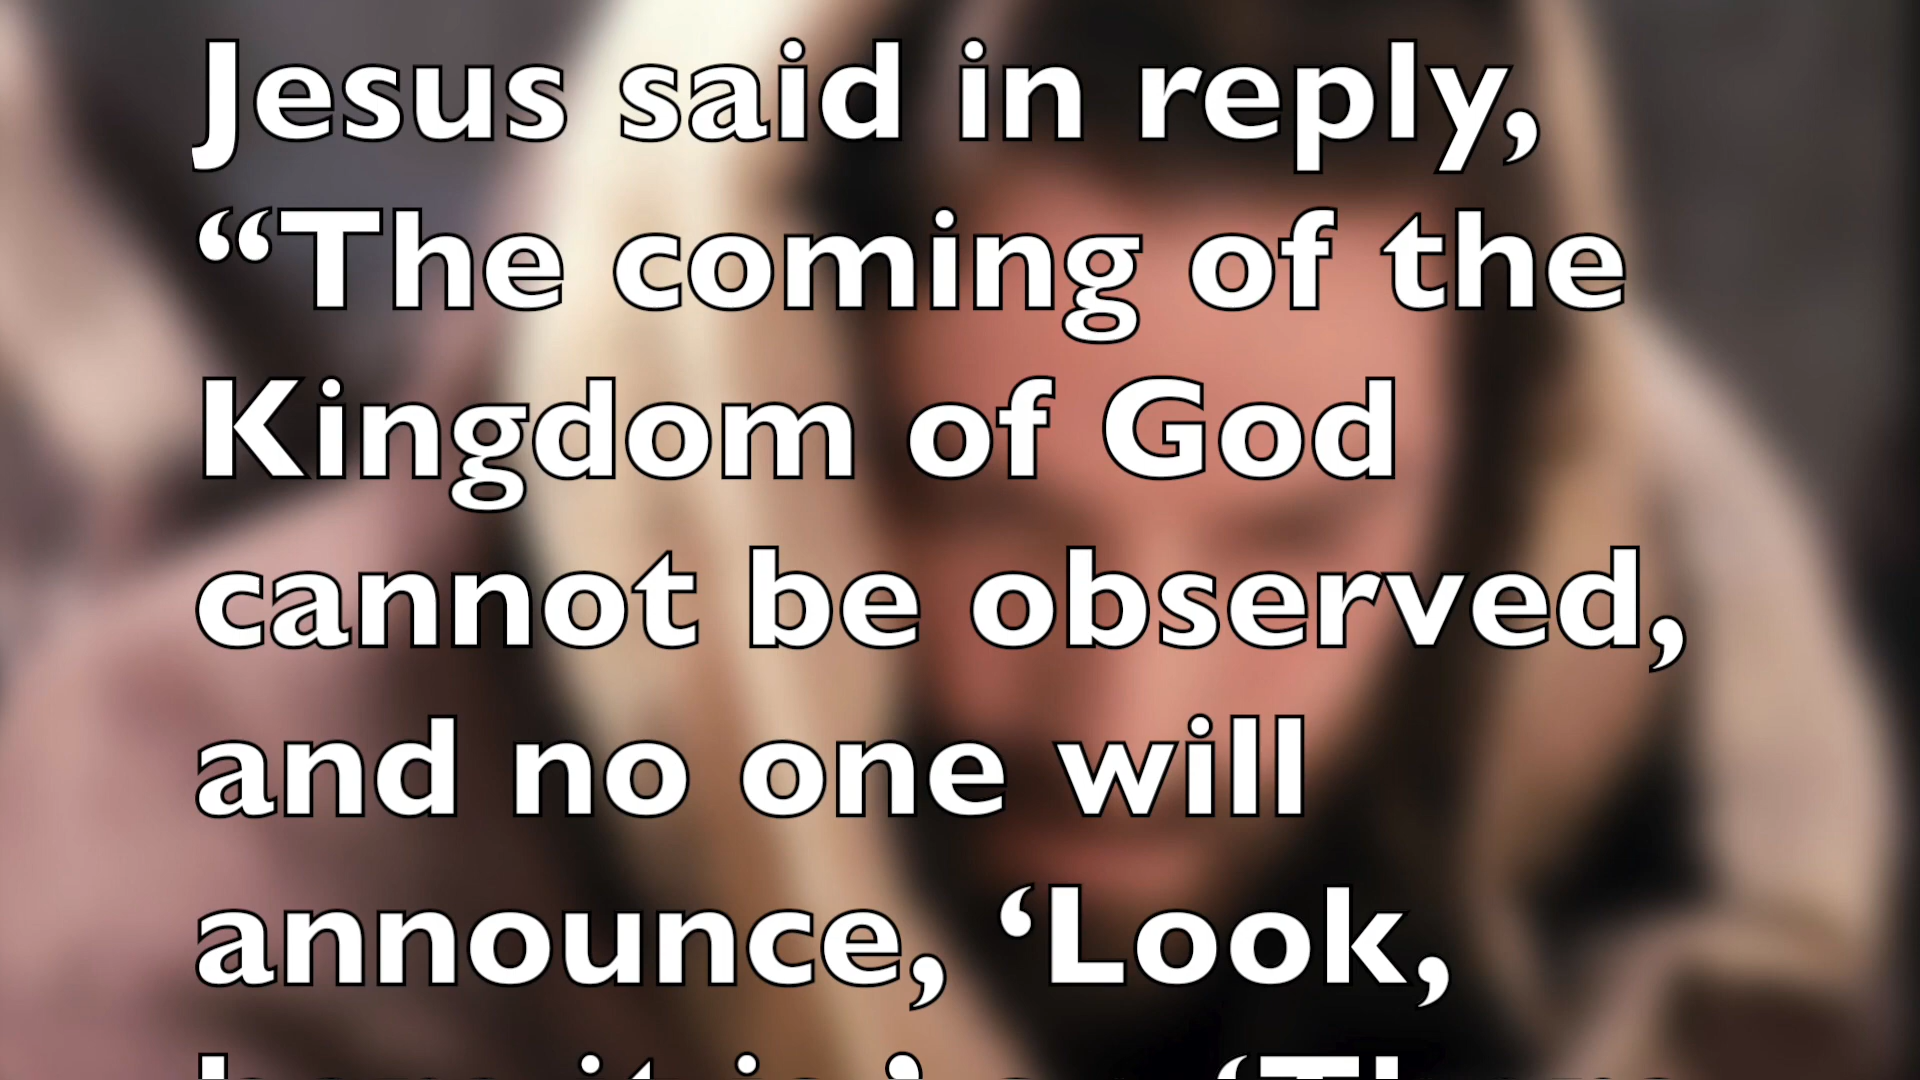 Jesus said in reply,
“The coming of the
Kingdom of God
cannot be observed,
and no one will
announce, ‘Look,